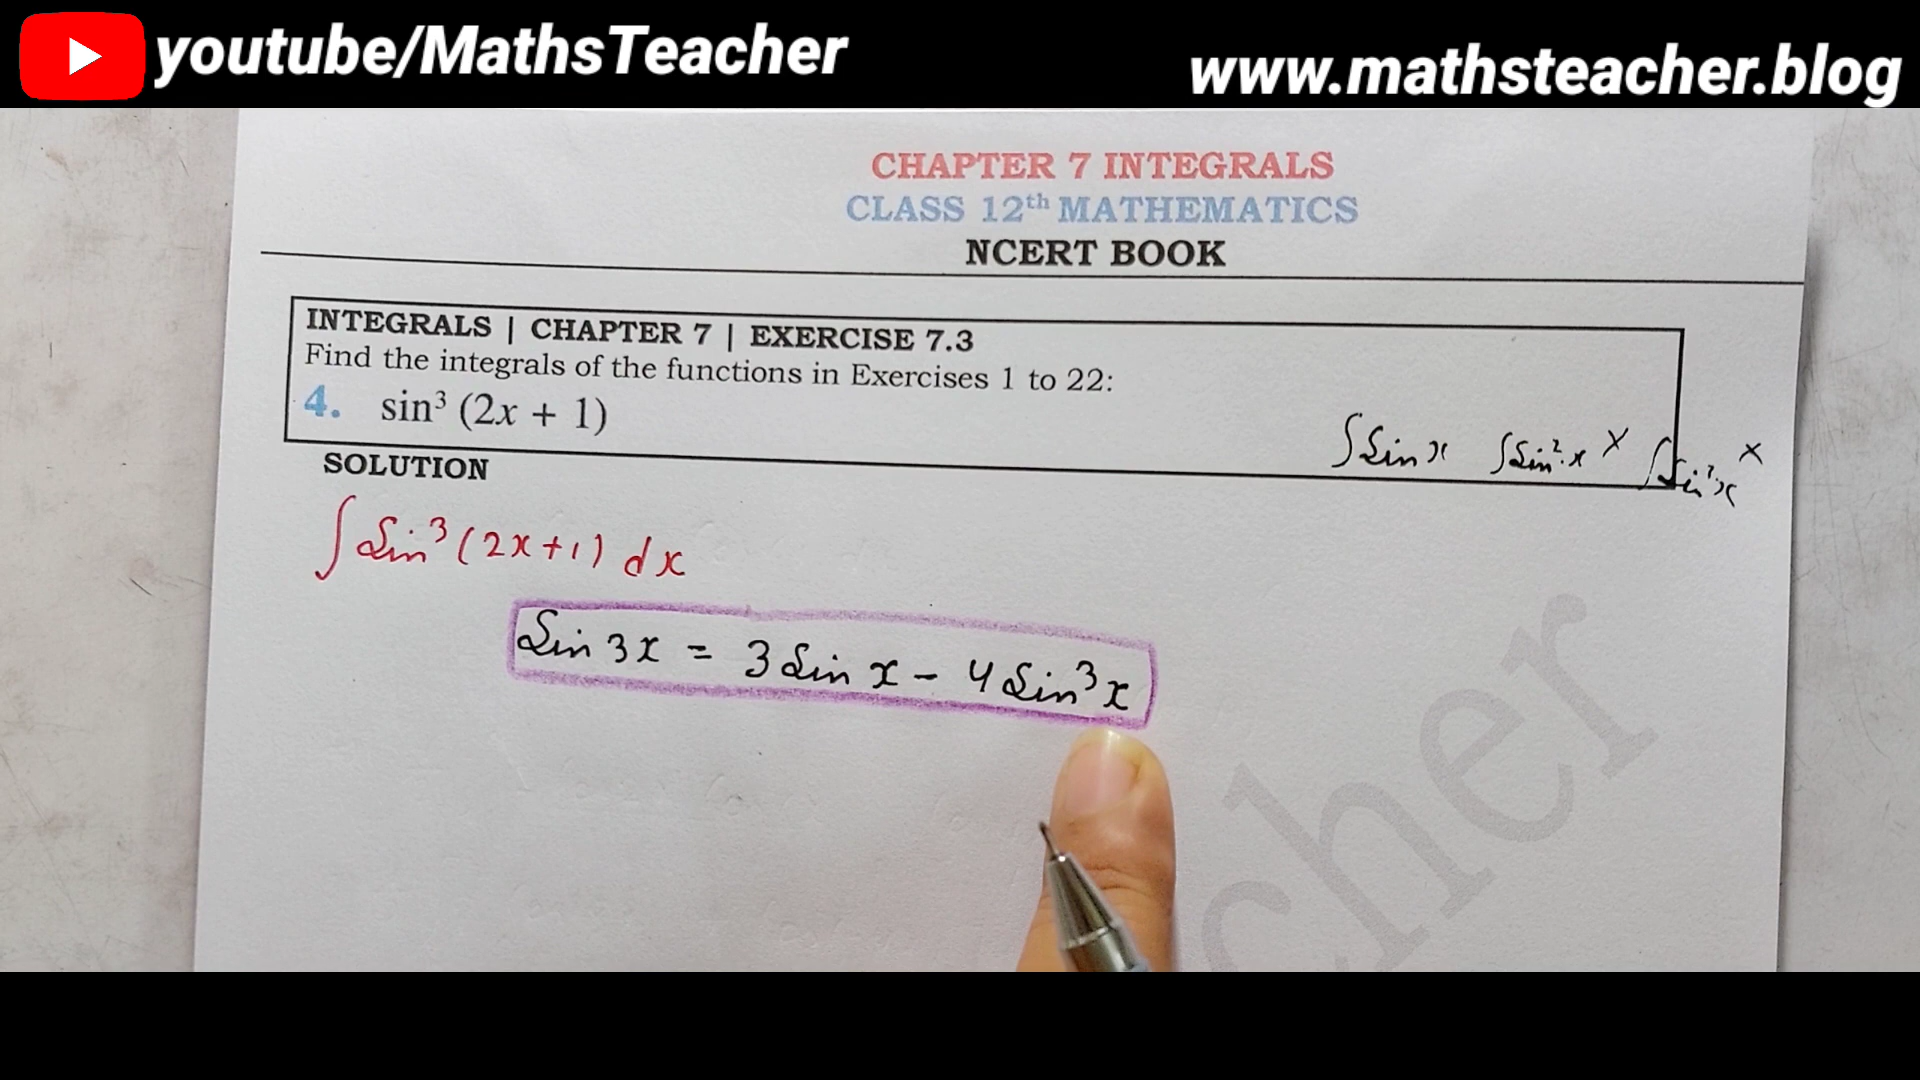 youtube/MathsTeacher
www.mathsteacher.blog
CHAPTER 7 INTEGRALS
CLASS 12th MATHEMATICS
NCERT BOOK
INTEGRALS | CHAPTER 7 | EXERCISE 7.3
Find the integrals of the functions in Exercises 1 to 22:
4. sin³ (2x + 1)
∫Sin x ∫Sin²x × ∫Sin³x ×
SOLUTION
∫Sin³(2x+1) dx
Sin 3x = 3 Sin x - 4 Sin³x
cher